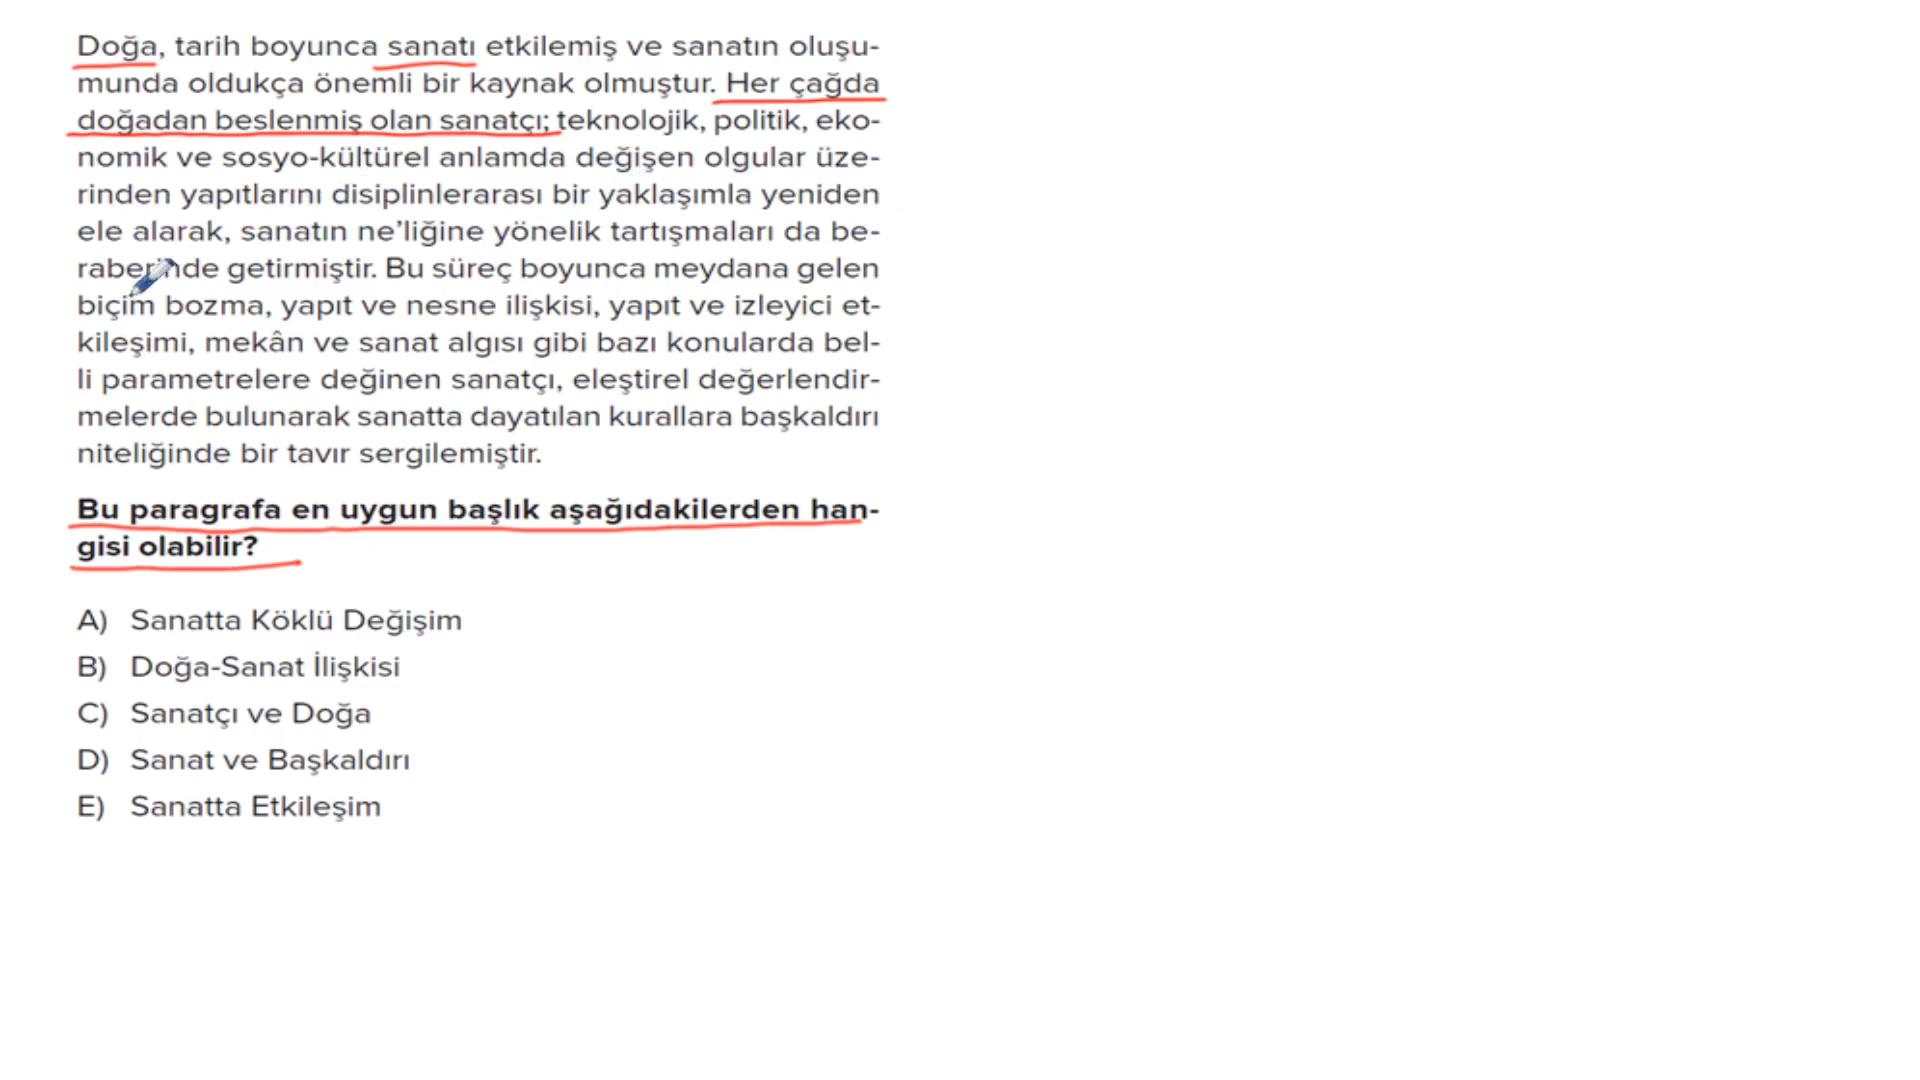 Doğa, tarih boyunca sanatı etkilemiş ve sanatın oluşu-
munda oldukça önemli bir kaynak olmuştur. Her çağda
doğadan beslenmiş olan sanatçı; teknolojik, politik, eko-
nomik ve sosyo-kültürel anlamda değişen olgular üze-
rinden yapıtlarını disiplinlerarası bir yaklaşımla yeniden
ele alarak, sanatın ne’liğine yönelik tartışmaları da be-
raberinde getirmiştir. Bu süreç boyunca meydana gelen
biçim bozma, yapıt ve nesne ilişkisi, yapıt ve izleyici et-
kileşimi, mekân ve sanat algısı gibi bazı konularda bel-
li parametrelere değinen sanatçı, eleştirel değerlendir-
melerde bulunarak sanatta dayatılan kurallara başkaldırı
niteliğinde bir tavır sergilemiştir.
Bu paragrafa en uygun başlık aşağıdakilerden han-
gisi olabilir?
A) Sanatta Köklü Değişim
B) Doğa-Sanat İlişkisi
C) Sanatçı ve Doğa
D) Sanat ve Başkaldırı
E) Sanatta Etkileşim